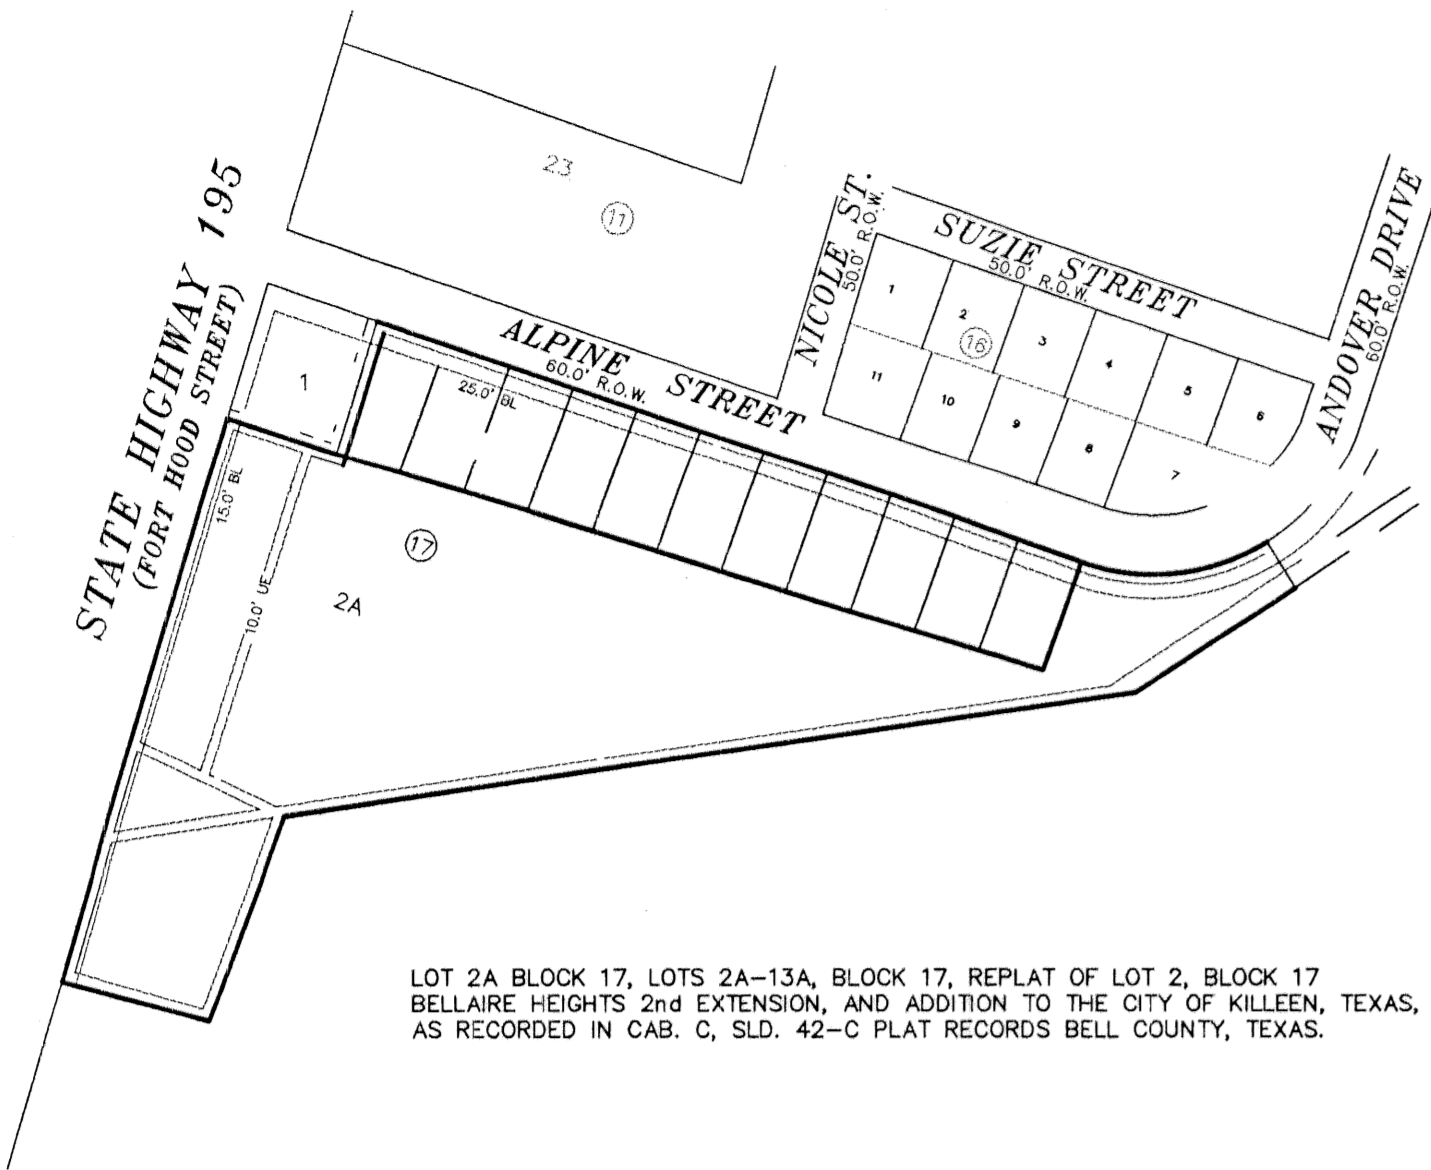 23
11
STATE HIGHWAY 195
(FORT HOOD STREET)
NICOLE ST.
50.0' R.O.W.
SUZIE STREET
50.0' R.O.W.
ANDOVER DRIVE
60.0' R.O.W.
ALPINE STREET
60.0' R.O.W.
1
2
3
4
5
6
16
11
10
9
8
7
1
25.0' BL
15.0' BL
10.0' UE
17
2A
LOT 2A BLOCK 17, LOTS 2A-13A, BLOCK 17, REPLAT OF LOT 2, BLOCK 17
BELLAIRE HEIGHTS 2nd EXTENSION, AND ADDITION TO THE CITY OF KILLEEN, TEXAS,
AS RECORDED IN CAB. C, SLD. 42-C PLAT RECORDS BELL COUNTY, TEXAS.